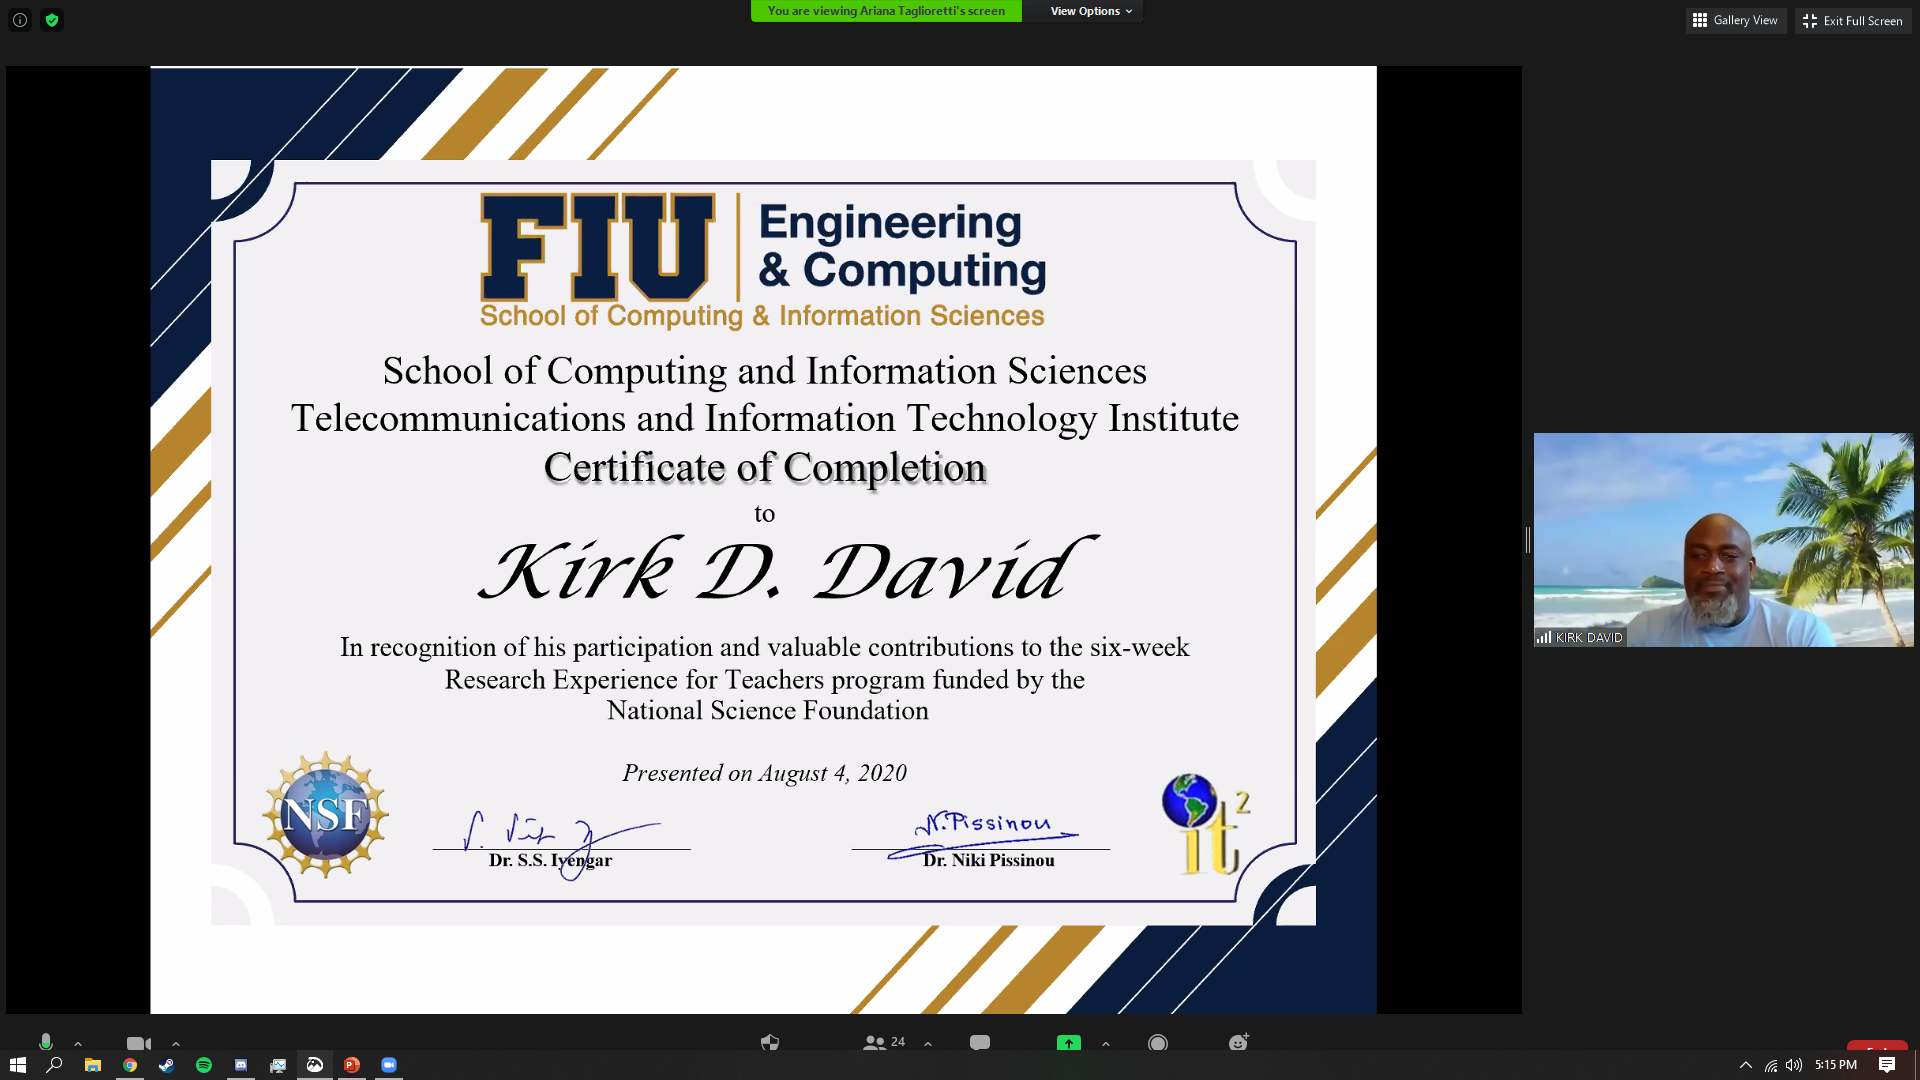 You are viewing Ariana Taglioretti's screen
View Options
Gallery View
Exit Full Screen
FIU
Engineering
& Computing
School of Computing & Information Sciences
School of Computing and Information Sciences
Telecommunications and Information Technology Institute
Certificate of Completion
to
Kirk D. David
In recognition of his participation and valuable contributions to the six-week
Research Experience for Teachers program funded by the
National Science Foundation
Presented on August 4, 2020
NSF
N. Pissinou
it2
Dr. S.S. Iyengar
Dr. Niki Pissinou
KIRK DAVID
24
5:15 PM